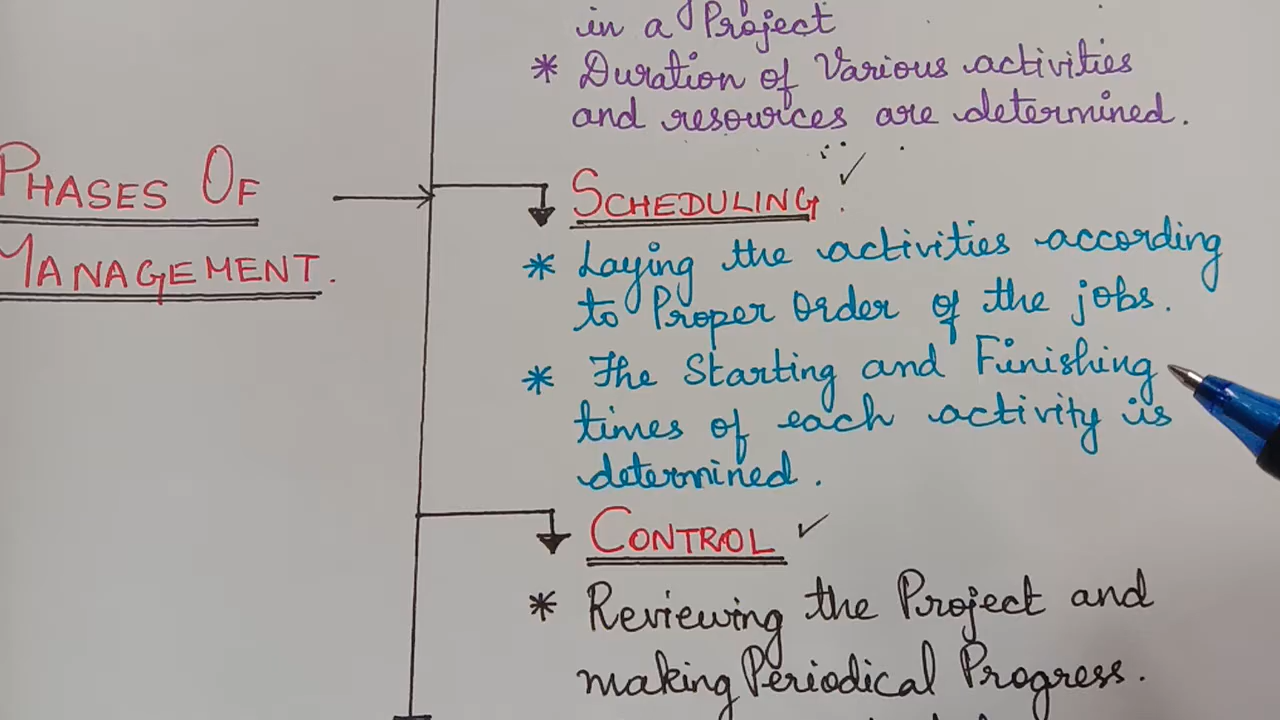 in a Project
* Duration of Various activities
and resources are determined.
PHASES OF
MANAGEMENT.
SCHEDULING.
* Laying the activities according
to Proper Order of the jobs.
* The Starting and Finishing
times of each activity is
determined.
CONTROL
* Reviewing the Project and
making Periodical Progress.